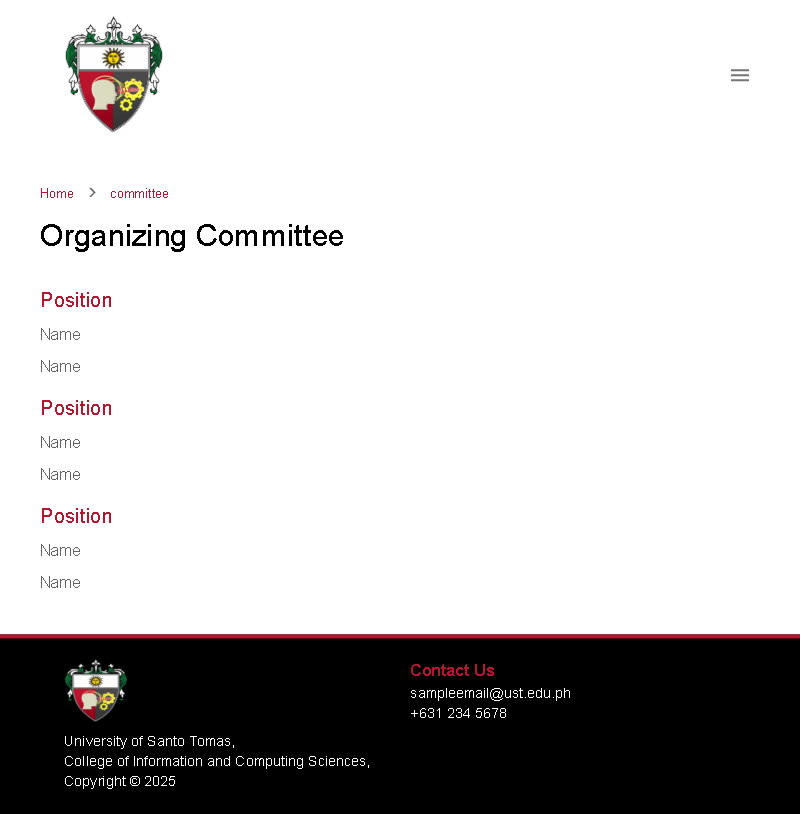 Home
committee
Organizing Committee
Position
Name
Name
Position
Name
Name
Position
Name
Name
University of Santo Tomas,
College of Information and Computing Sciences,
Copyright © 2025
Contact Us
sampleemail@ust.edu.ph
+631 234 5678